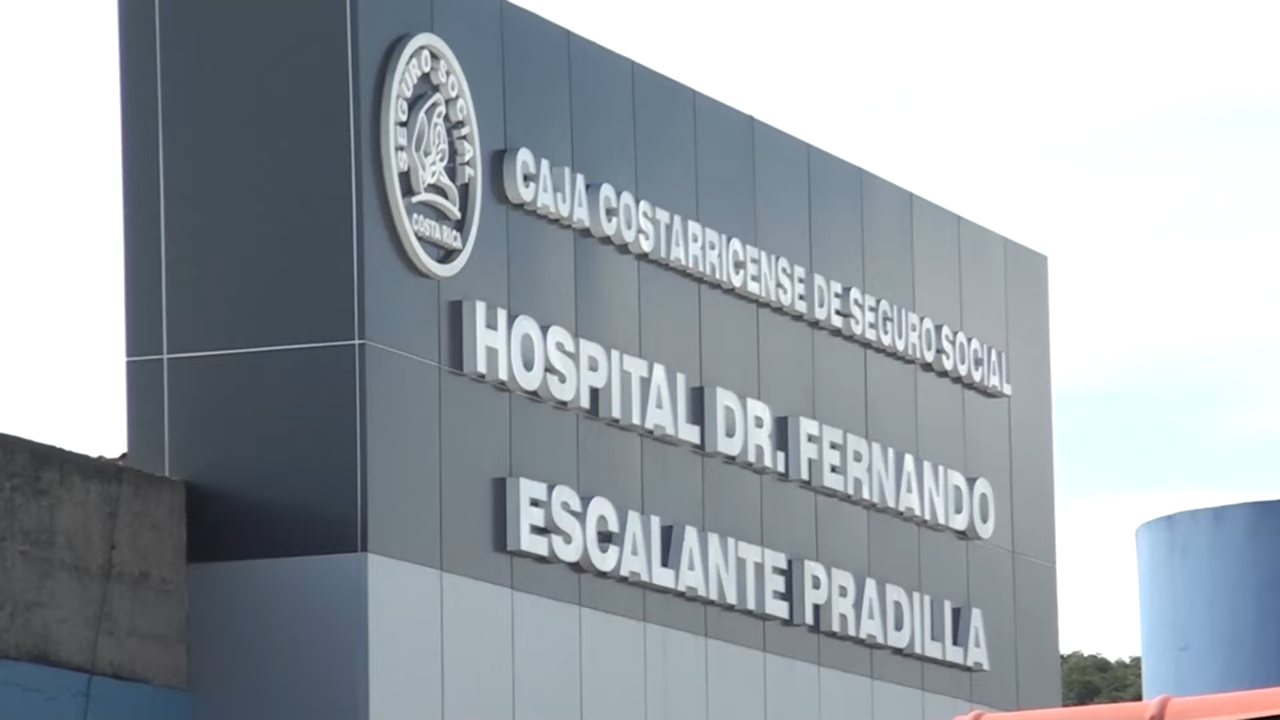 SEGURO SOCIAL
COSTA RICA
CAJA COSTARRICENSE DE SEGURO SOCIAL
HOSPITAL DR. FERNANDO
ESCALANTE PRADILLA